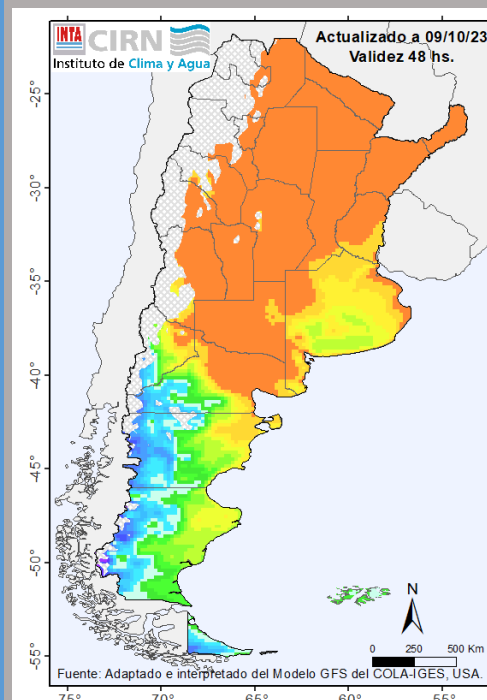 INTA CIRN
Instituto de Clima y Agua
Actualizado a 09/10/23
Validez 48 hs.
25°
30°
35°
40°
45°
50°
55°
N
0 250 500 Km
Fuente: Adaptado e interpretado del Modelo GFS del COLA-IGES, USA.
75° 70° 65° 60° 55°